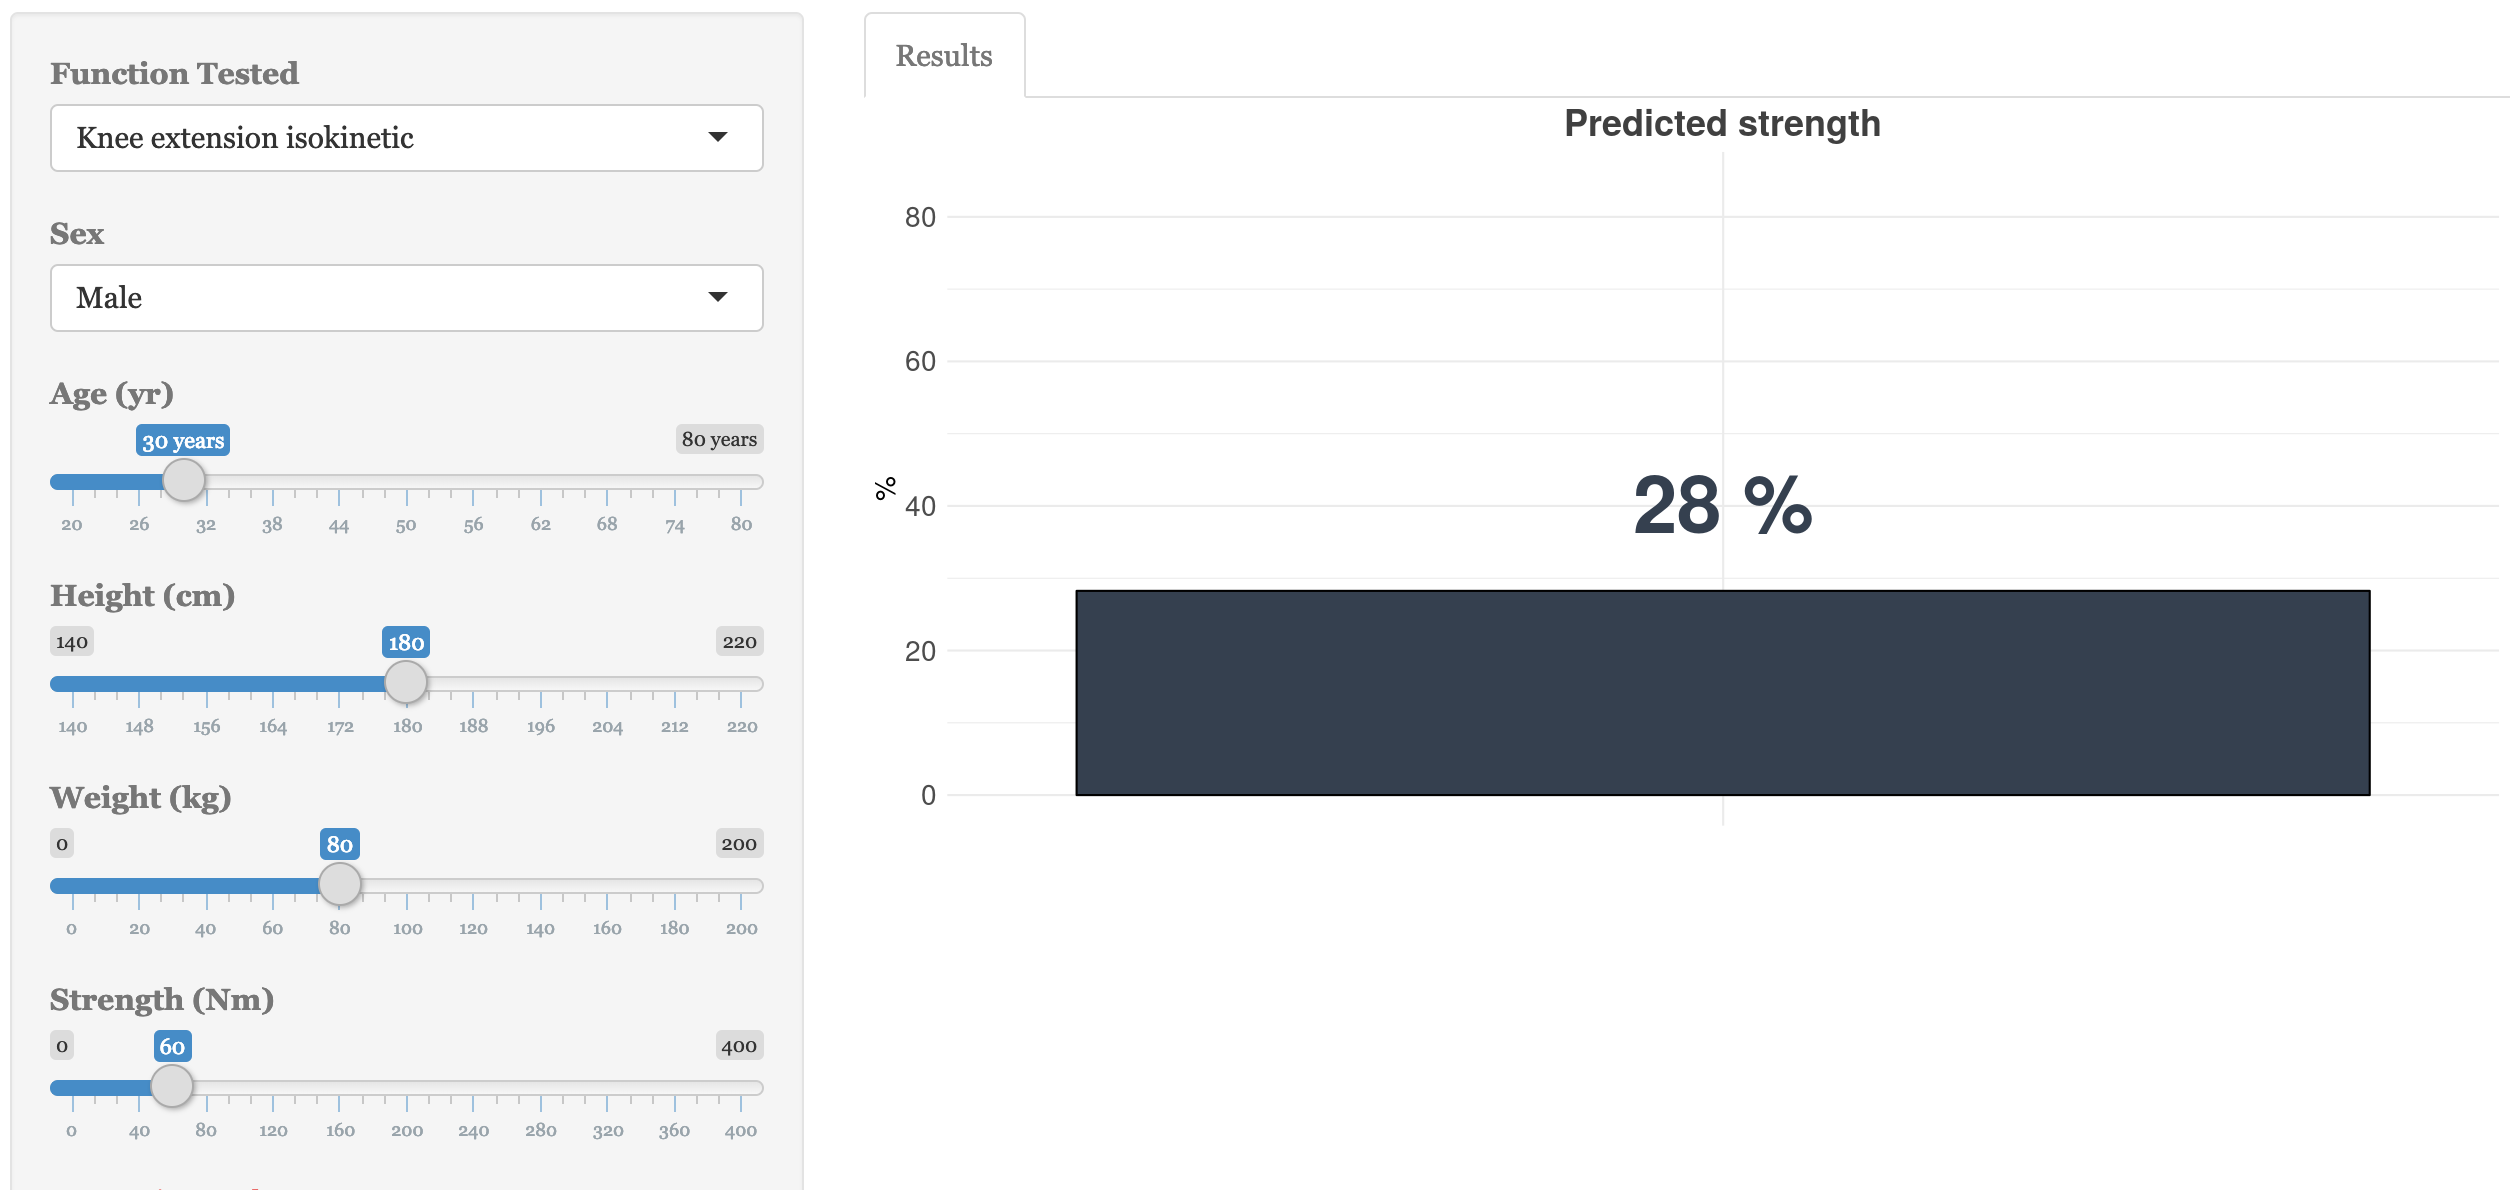 Function Tested
Knee extension isokinetic
Sex
Male
Age (yr)
30 years
80 years
20 26 32 38 44 50 56 62 68 74 80
Height (cm)
140 180 220
140 148 156 164 172 180 188 196 204 212 220
Weight (kg)
0 80 200
0 20 40 60 80 100 120 140 160 180 200
Strength (Nm)
0 60 400
0 40 80 120 160 200 240 280 320 360 400
Results
Predicted strength
80
60
40
20
0
%
28 %